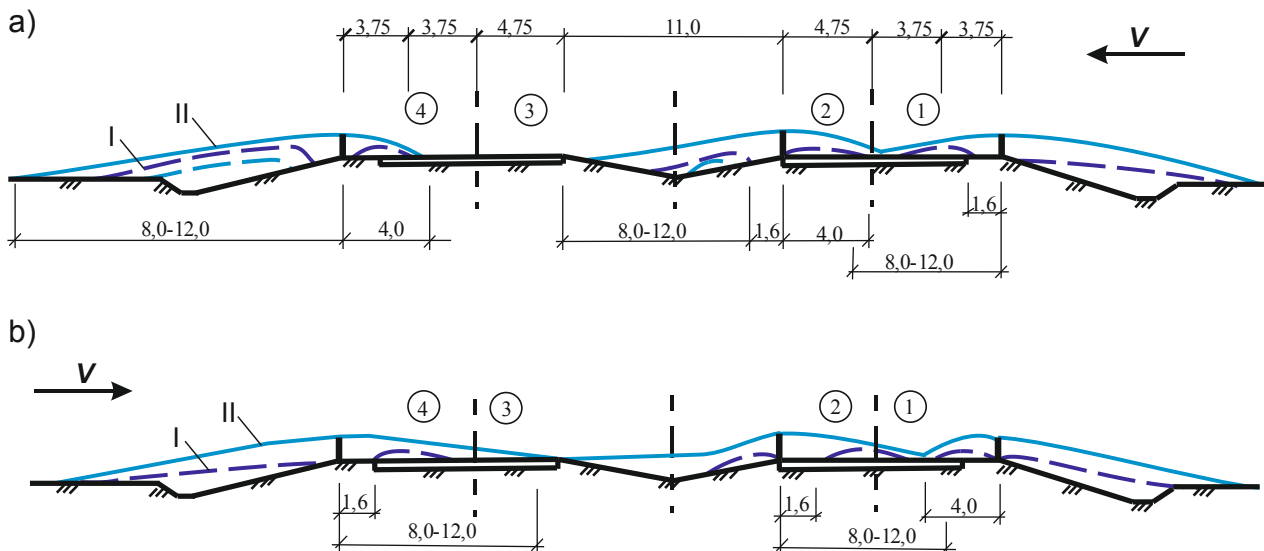 a)
3,75 3,75 4,75 11,0 4,75 3,75 3,75
V
I II 4 3 2 1
8,0-12,0 4,0 8,0-12,0 1,6 4,0 1,6
8,0-12,0
b)
V
I II 4 3 2 1
1,6 1,6 4,0
8,0-12,0 8,0-12,0